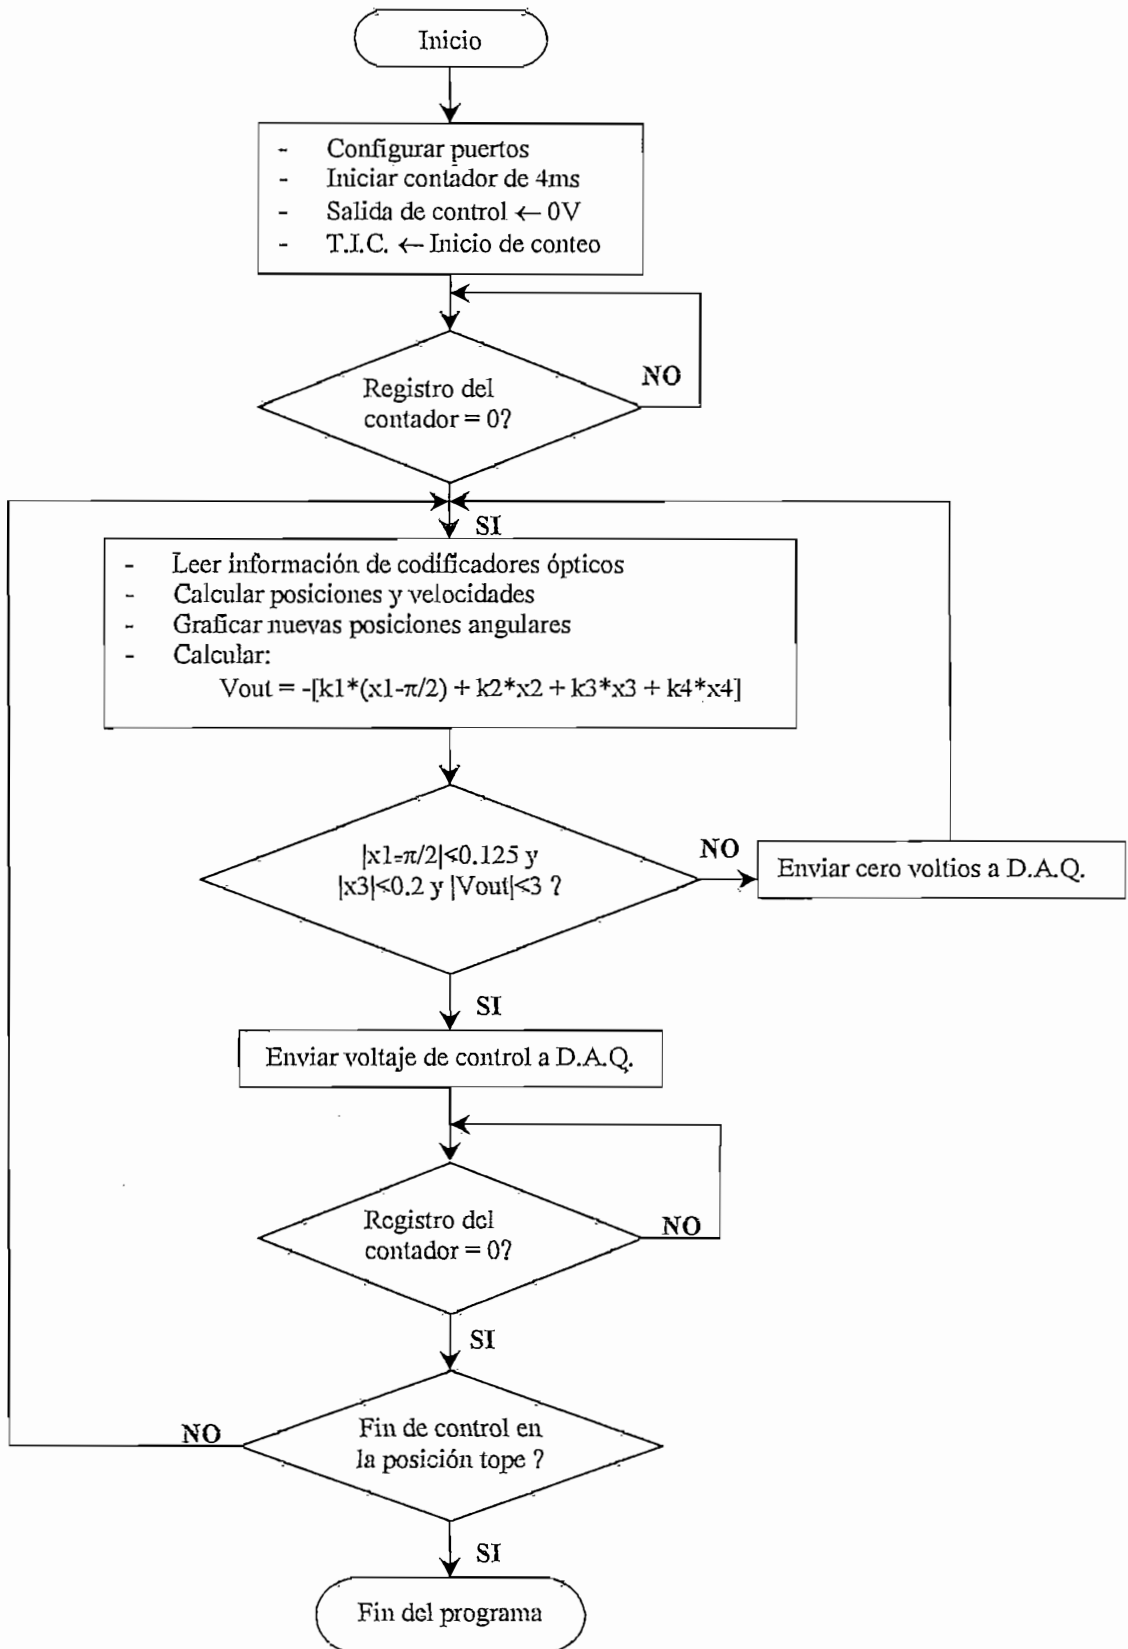 Inicio
- Configurar puertos
- Iniciar contador de 4ms
- Salida de control ← 0V
- T.I.C. ← Inicio de conteo
NO
Registro del
contador = 0?
SI
- Leer información de codificadores ópticos
- Calcular posiciones y velocidades
- Graficar nuevas posiciones angulares
- Calcular:
Vout = -[k1*(x1-π/2) + k2*x2 + k3*x3 + k4*x4]
|x1-π/2|<0.125 y
|x3|<0.2 y |Vout|<3 ?
NO
Enviar cero voltios a D.A.Q.
SI
Enviar voltaje de control a D.A.Q.
Registro del
contador = 0?
NO
SI
NO
Fin de control en
la posición tope ?
SI
Fin del programa